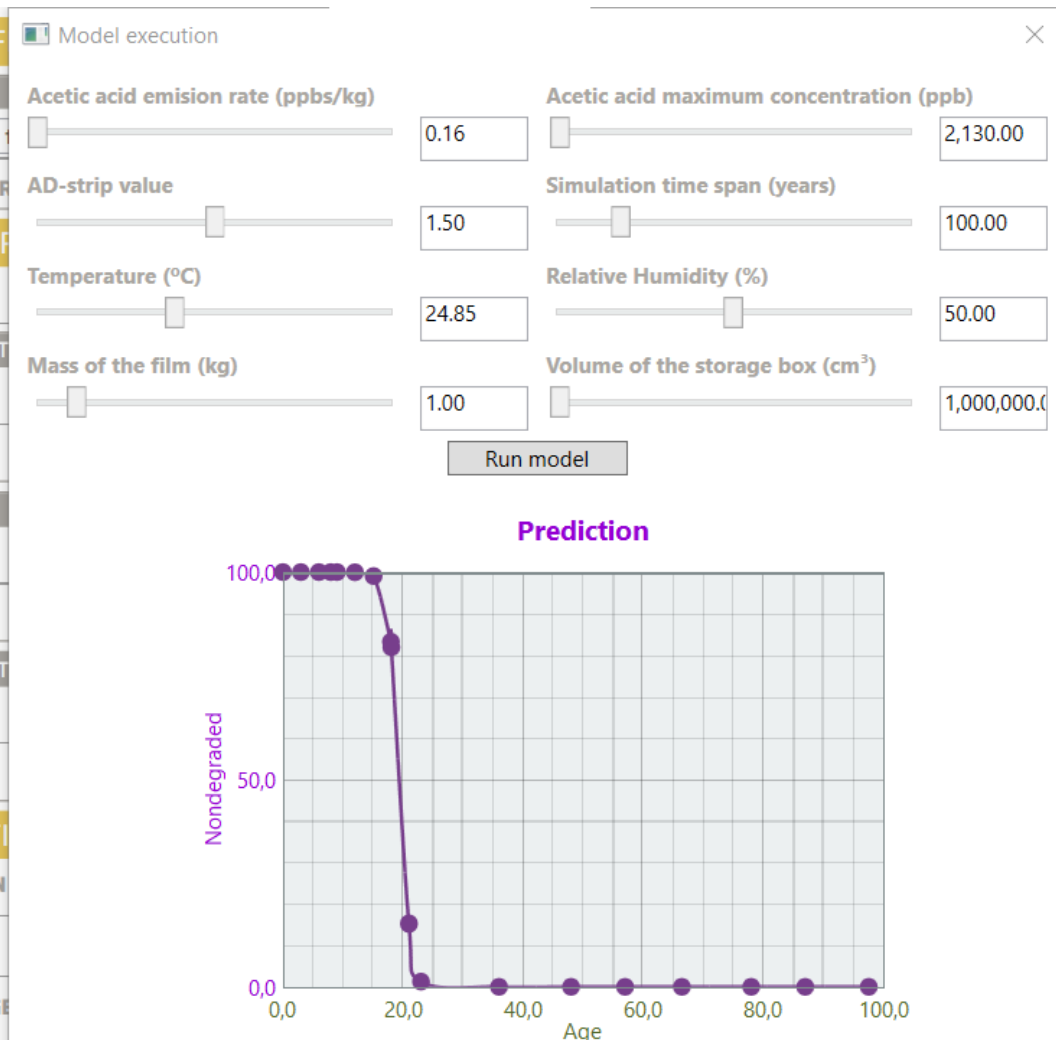 Model execution
Acetic acid emision rate (ppbs/kg)
0.16
Acetic acid maximum concentration (ppb)
2,130.00
AD-strip value
1.50
Simulation time span (years)
100.00
Temperature (ºC)
24.85
Relative Humidity (%)
50.00
Mass of the film (kg)
1.00
Volume of the storage box (cm³)
1,000,000.0
Run model
Prediction
100,0
Nondegraded
50,0
0,0
0,0 20,0 40,0 60,0 80,0 100,0
Age